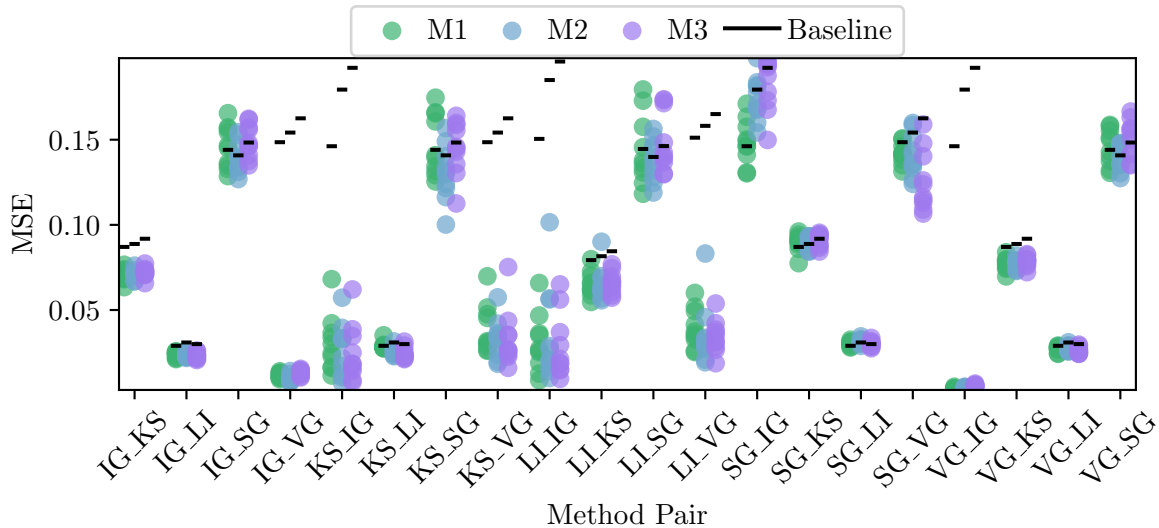 M1 M2 M3 Baseline
MSE
0.15
0.10
0.05
IG_KS IG_LI IG_SG IG_VG KS_IG KS_LI KS_SG KS_VG LI_IG LI_KS LI_SG LI_VG SG_IG SG_KS SG_LI SG_VG VG_KS VG_KS VG_LI VG_SG
Method Pair